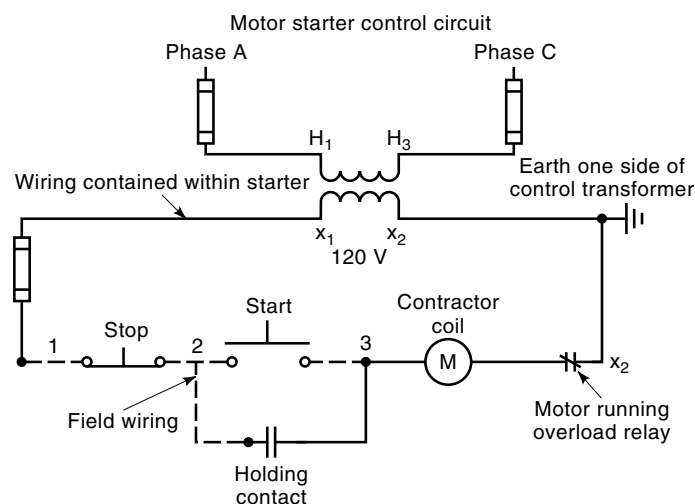 Motor starter control circuit
Phase A
Phase C
H1
H3
Wiring contained within starter
Earth one side of
control transformer
x1
x2
120 V
Start
Contractor
coil
1
Stop
2
3
M
x2
Field wiring
Motor running
overload relay
Holding
contact